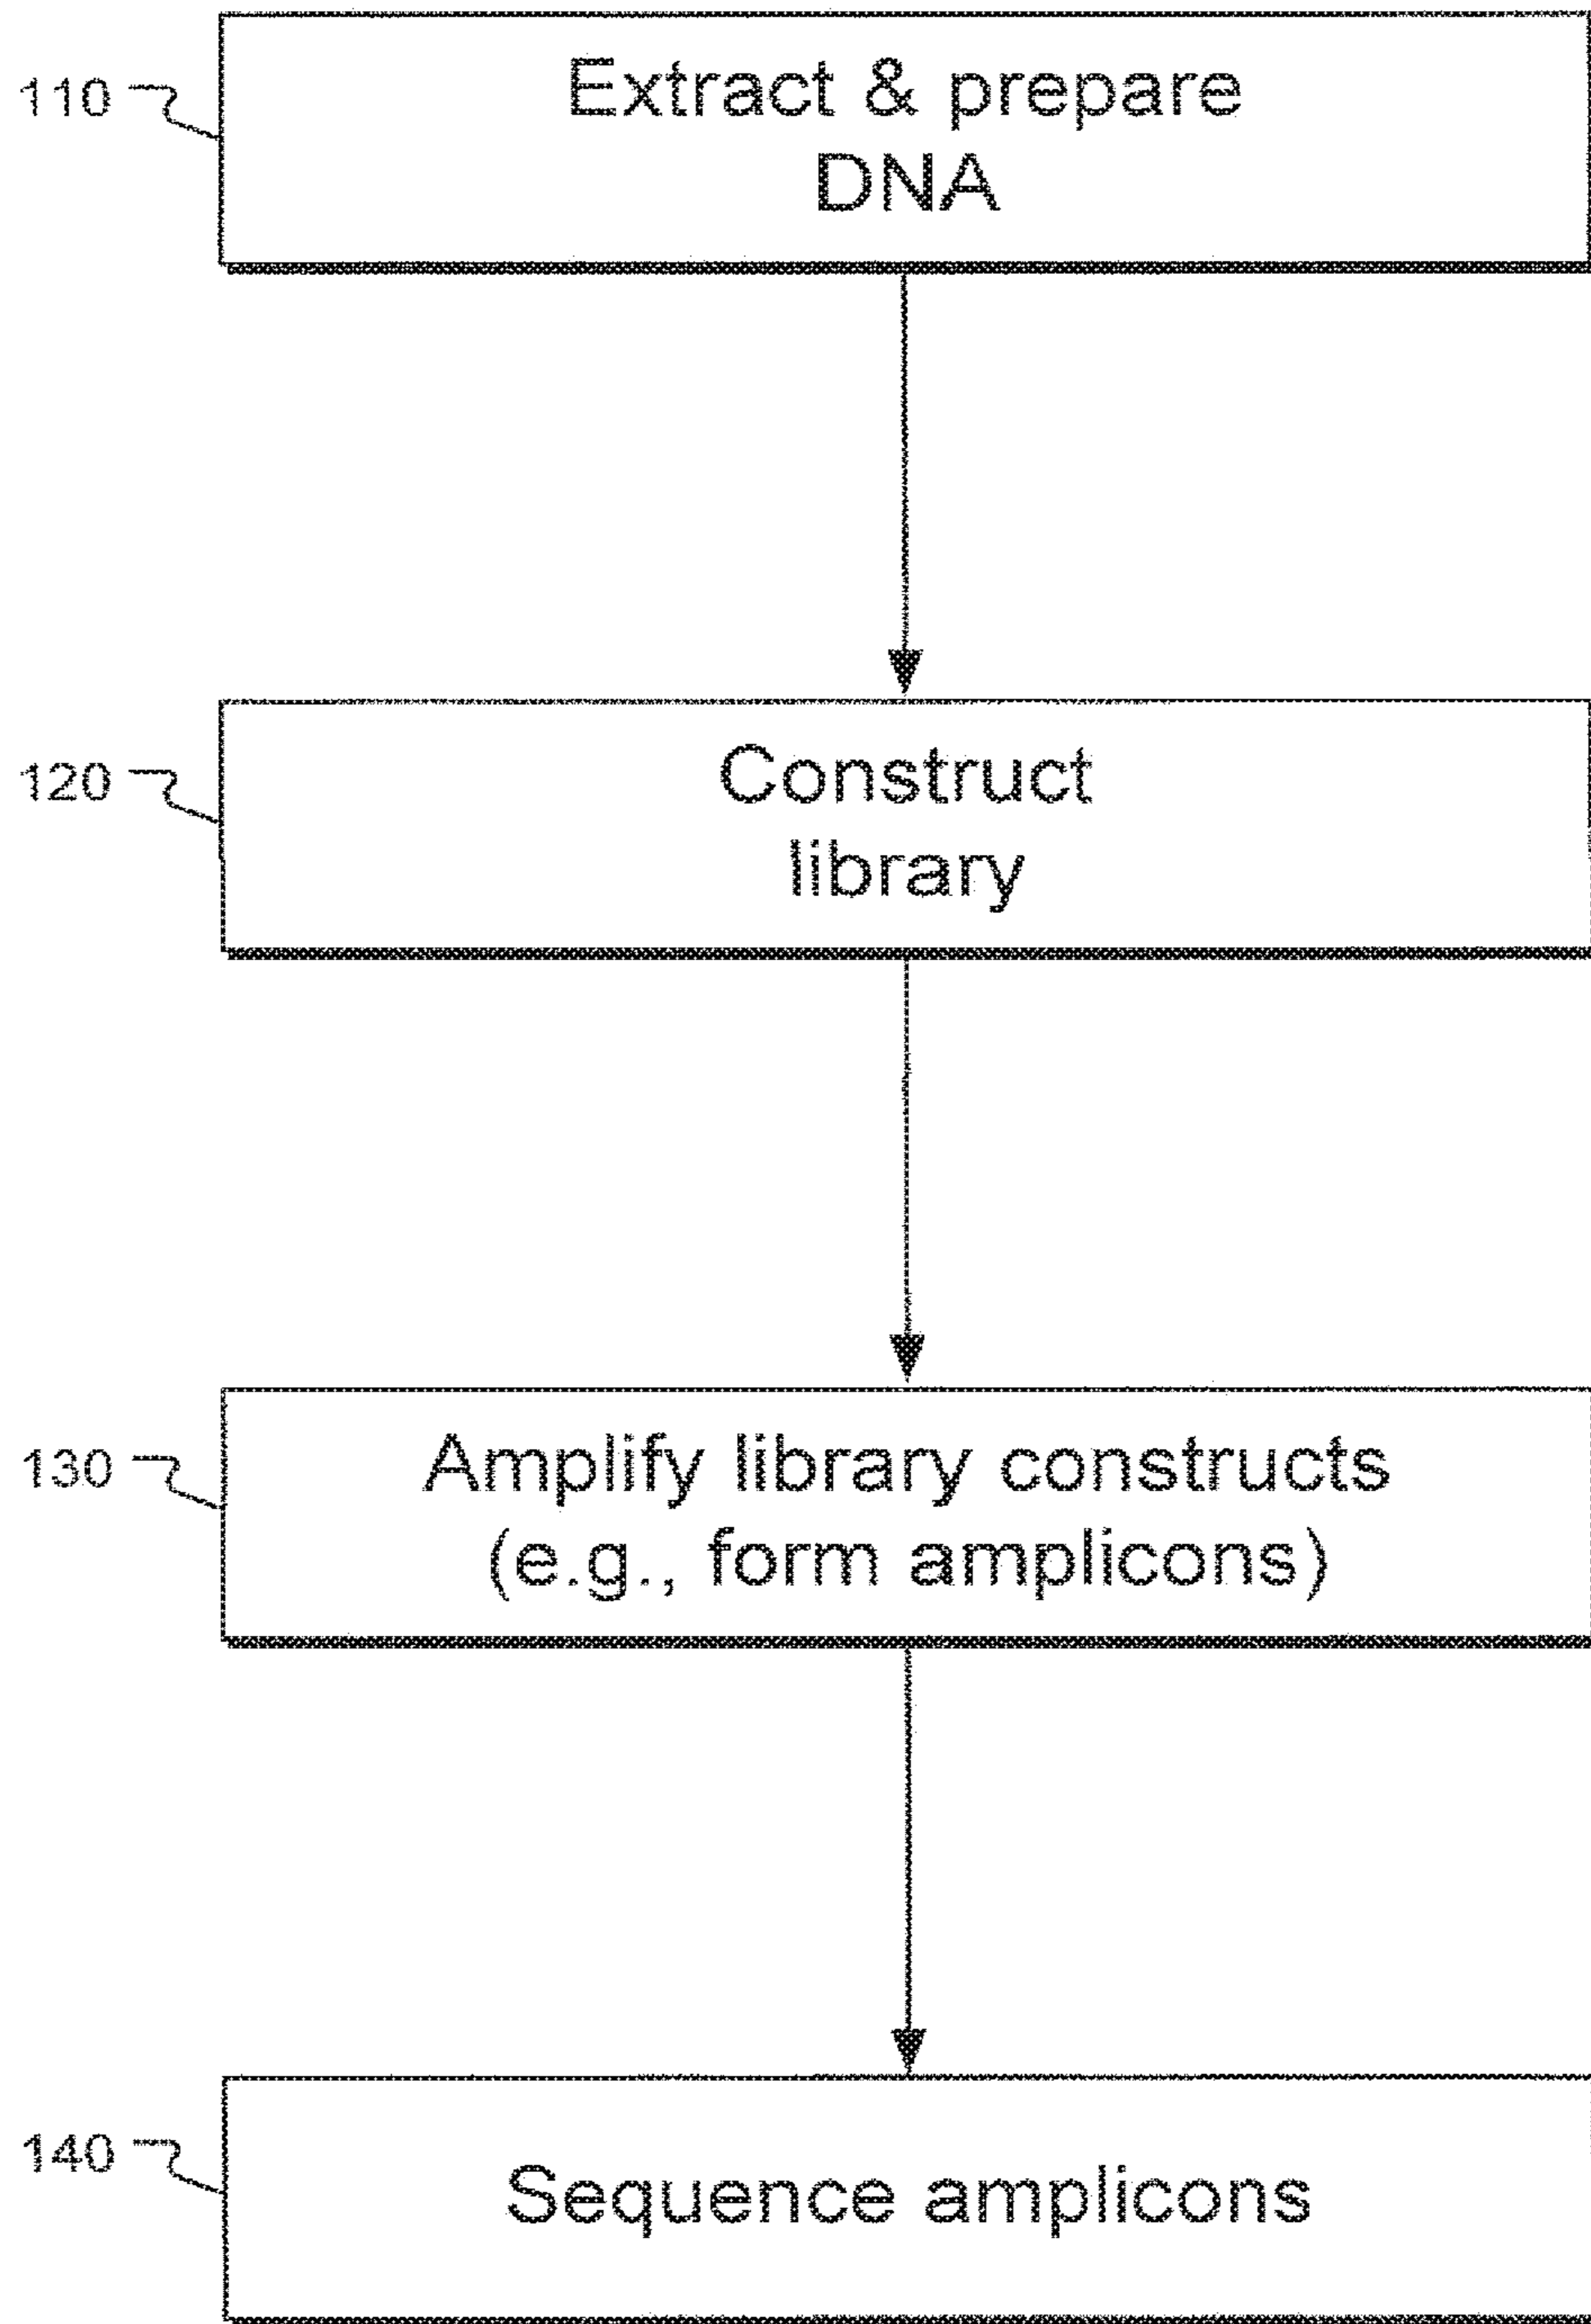 110
Extract & prepare
DNA
120
Construct
library
130
Amplify library constructs
(e.g., form amplicons)
140
Sequence amplicons